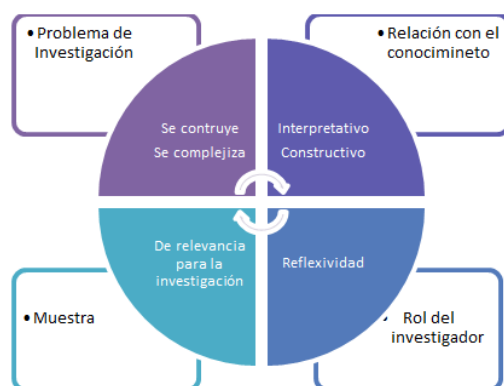 • Problema de
Investigación
• Relación con el
conocimineto
Se contruye
Se complejiza
Interpretativo
Constructivo
De relevancia
para la
investigación
Reflexividad
• Muestra
• Rol del
investigador